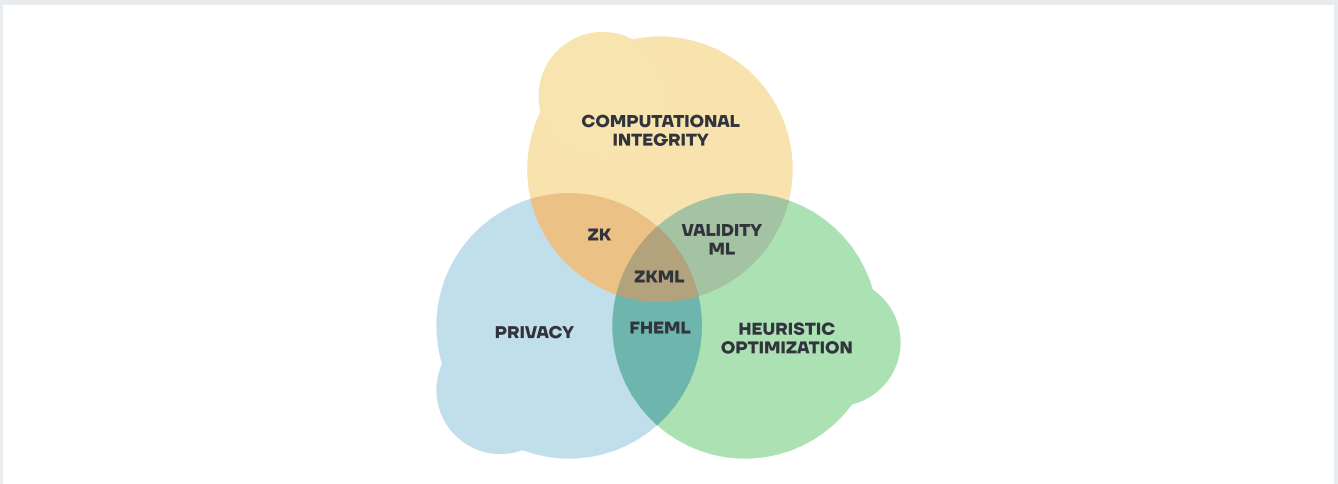 COMPUTATIONAL
INTEGRITY
ZK
VALIDITY
ML
ZKML
PRIVACY
FHEML
HEURISTIC
OPTIMIZATION